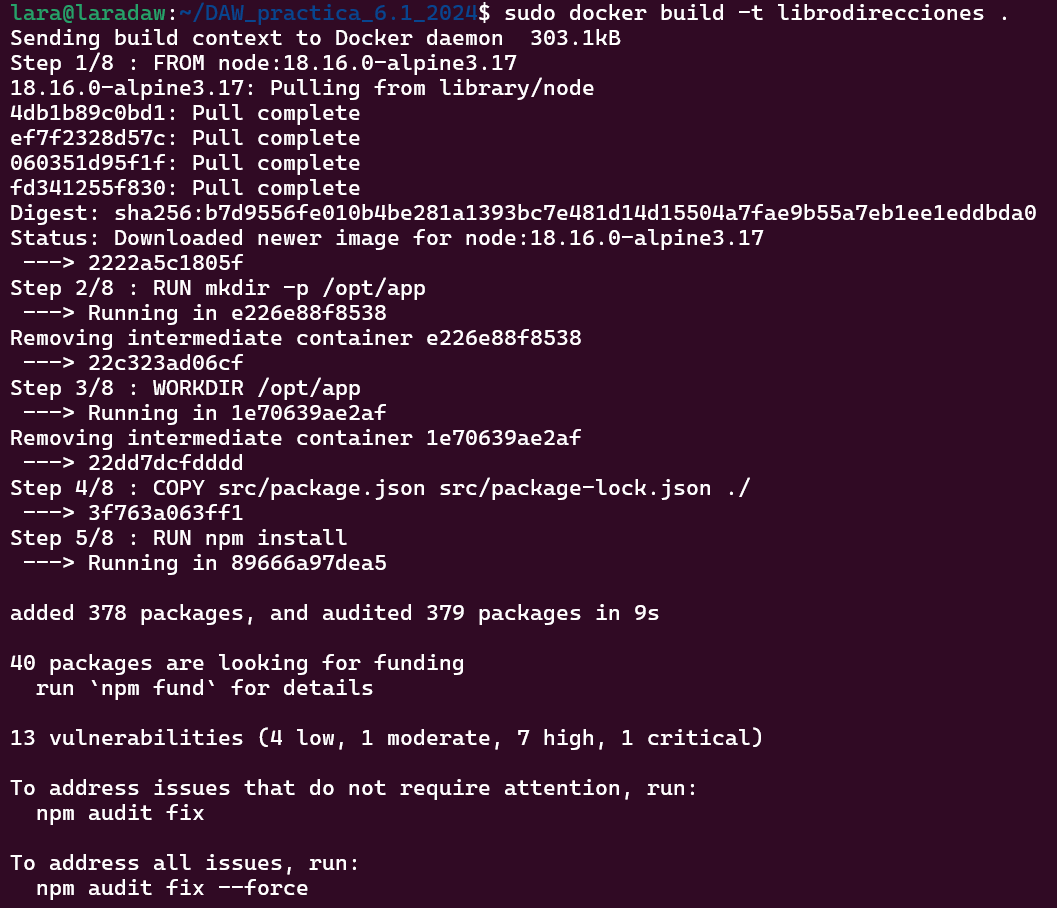 lara@laradaw:~/DAW_practica_6.1_2024$ sudo docker build -t librodirecciones .
Sending build context to Docker daemon  303.1kB
Step 1/8 : FROM node:18.16.0-alpine3.17
18.16.0-alpine3.17: Pulling from library/node
4db1b89c0bd1: Pull complete
ef7f2328d57c: Pull complete
060351d95f1f: Pull complete
fd341255f830: Pull complete
Digest: sha256:b7d9556fe010b4be281a1393bc7e481d14d15504a7fae9b55a7eb1ee1eddbda0
Status: Downloaded newer image for node:18.16.0-alpine3.17
 ---> 2222a5c1805f
Step 2/8 : RUN mkdir -p /opt/app
 ---> Running in e226e88f8538
Removing intermediate container e226e88f8538
 ---> 22c323ad06cf
Step 3/8 : WORKDIR /opt/app
 ---> Running in 1e70639ae2af
Removing intermediate container 1e70639ae2af
 ---> 22dd7dcfdddd
Step 4/8 : COPY src/package.json src/package-lock.json ./
 ---> 3f763a063ff1
Step 5/8 : RUN npm install
 ---> Running in 89666a97dea5

added 378 packages, and audited 379 packages in 9s

40 packages are looking for funding
  run `npm fund` for details

13 vulnerabilities (4 low, 1 moderate, 7 high, 1 critical)

To address issues that do not require attention, run:
  npm audit fix

To address all issues, run:
  npm audit fix --force